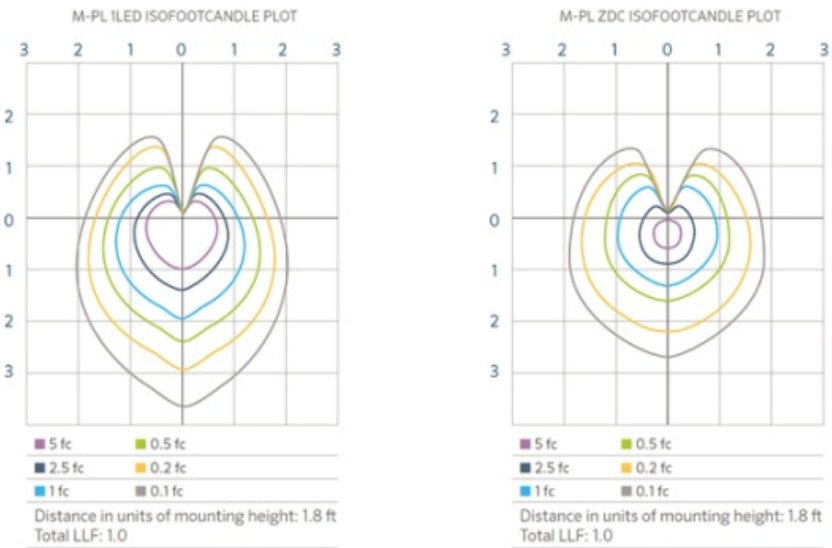 M-PL 1LED ISOFOOTCANDLE PLOT
3 2 1 0 1 2 3
2
1
0
1
2
3
5 fc 0.5 fc
2.5 fc 0.2 fc
1 fc 0.1 fc
Distance in units of mounting height: 1.8 ft
Total LLF: 1.0
M-PL ZDC ISOFOOTCANDLE PLOT
3 2 1 0 1 2 3
2
1
0
1
2
3
5 fc 0.5 fc
2.5 fc 0.2 fc
1 fc 0.1 fc
Distance in units of mounting height: 1.8 ft
Total LLF: 1.0